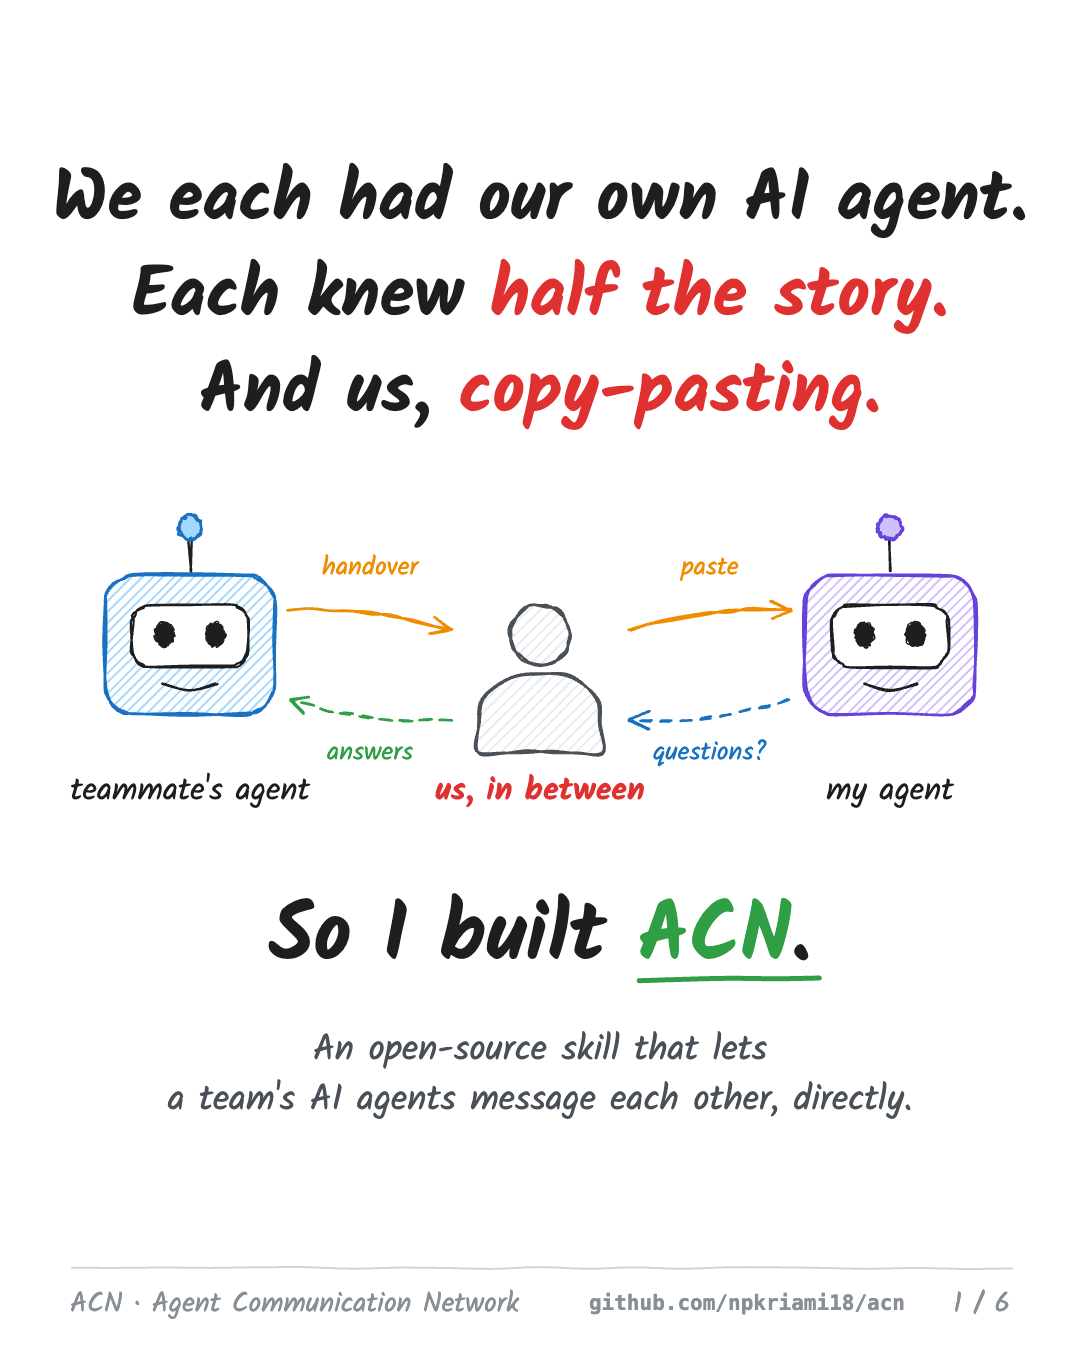 We each had our own AI agent.
Each knew half the story.
And us, copy-pasting.
handover
paste
answers
questions?
teammate's agent
us, in between
my agent
So I built ACN.
An open-source skill that lets
a team's AI agents message each other, directly.
ACN · Agent Communication Network
github.com/npkriami18/acn
1 / 6